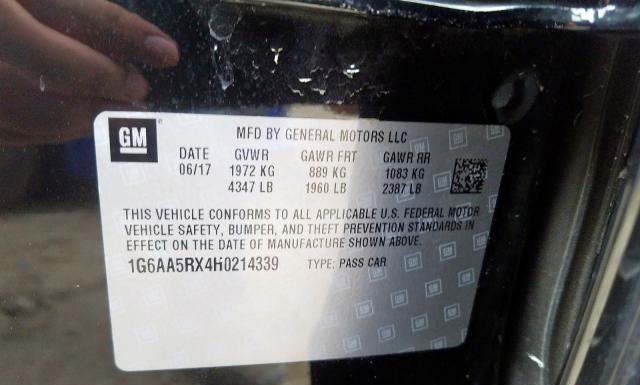 GM MFD BY GENERAL MOTORS LLC
DATE GVWR GAWR FRT GAWR RR
06/17 1972 KG 889 KG 1083 KG
4347 LB 1960 LB 2387 LB
THIS VEHICLE CONFORMS TO ALL APPLICABLE U.S. FEDERAL MOTOR
VEHICLE SAFETY, BUMPER, AND THEFT PREVENTION STANDARDS IN
EFFECT ON THE DATE OF MANUFACTURE SHOWN ABOVE.
1G6AA5RX4H0214339 TYPE: PASS CAR